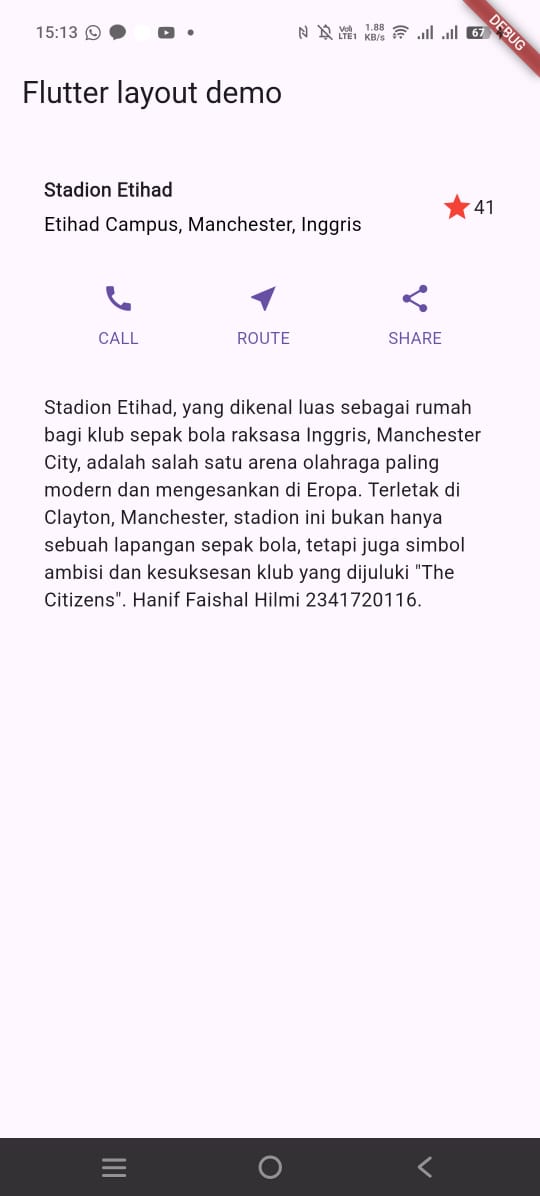 15:13
Vo))
LTE1
1.88
KB/s
67
DEBUG
Flutter layout demo
Stadion Etihad
Etihad Campus, Manchester, Inggris
41
CALL ROUTE SHARE
Stadion Etihad, yang dikenal luas sebagai rumah
bagi klub sepak bola raksasa Inggris, Manchester
City, adalah salah satu arena olahraga paling
modern dan mengesankan di Eropa. Terletak di
Clayton, Manchester, stadion ini bukan hanya
sebuah lapangan sepak bola, tetapi juga simbol
ambisi dan kesuksesan klub yang dijuluki "The
Citizens". Hanif Faishal Hilmi 2341720116.